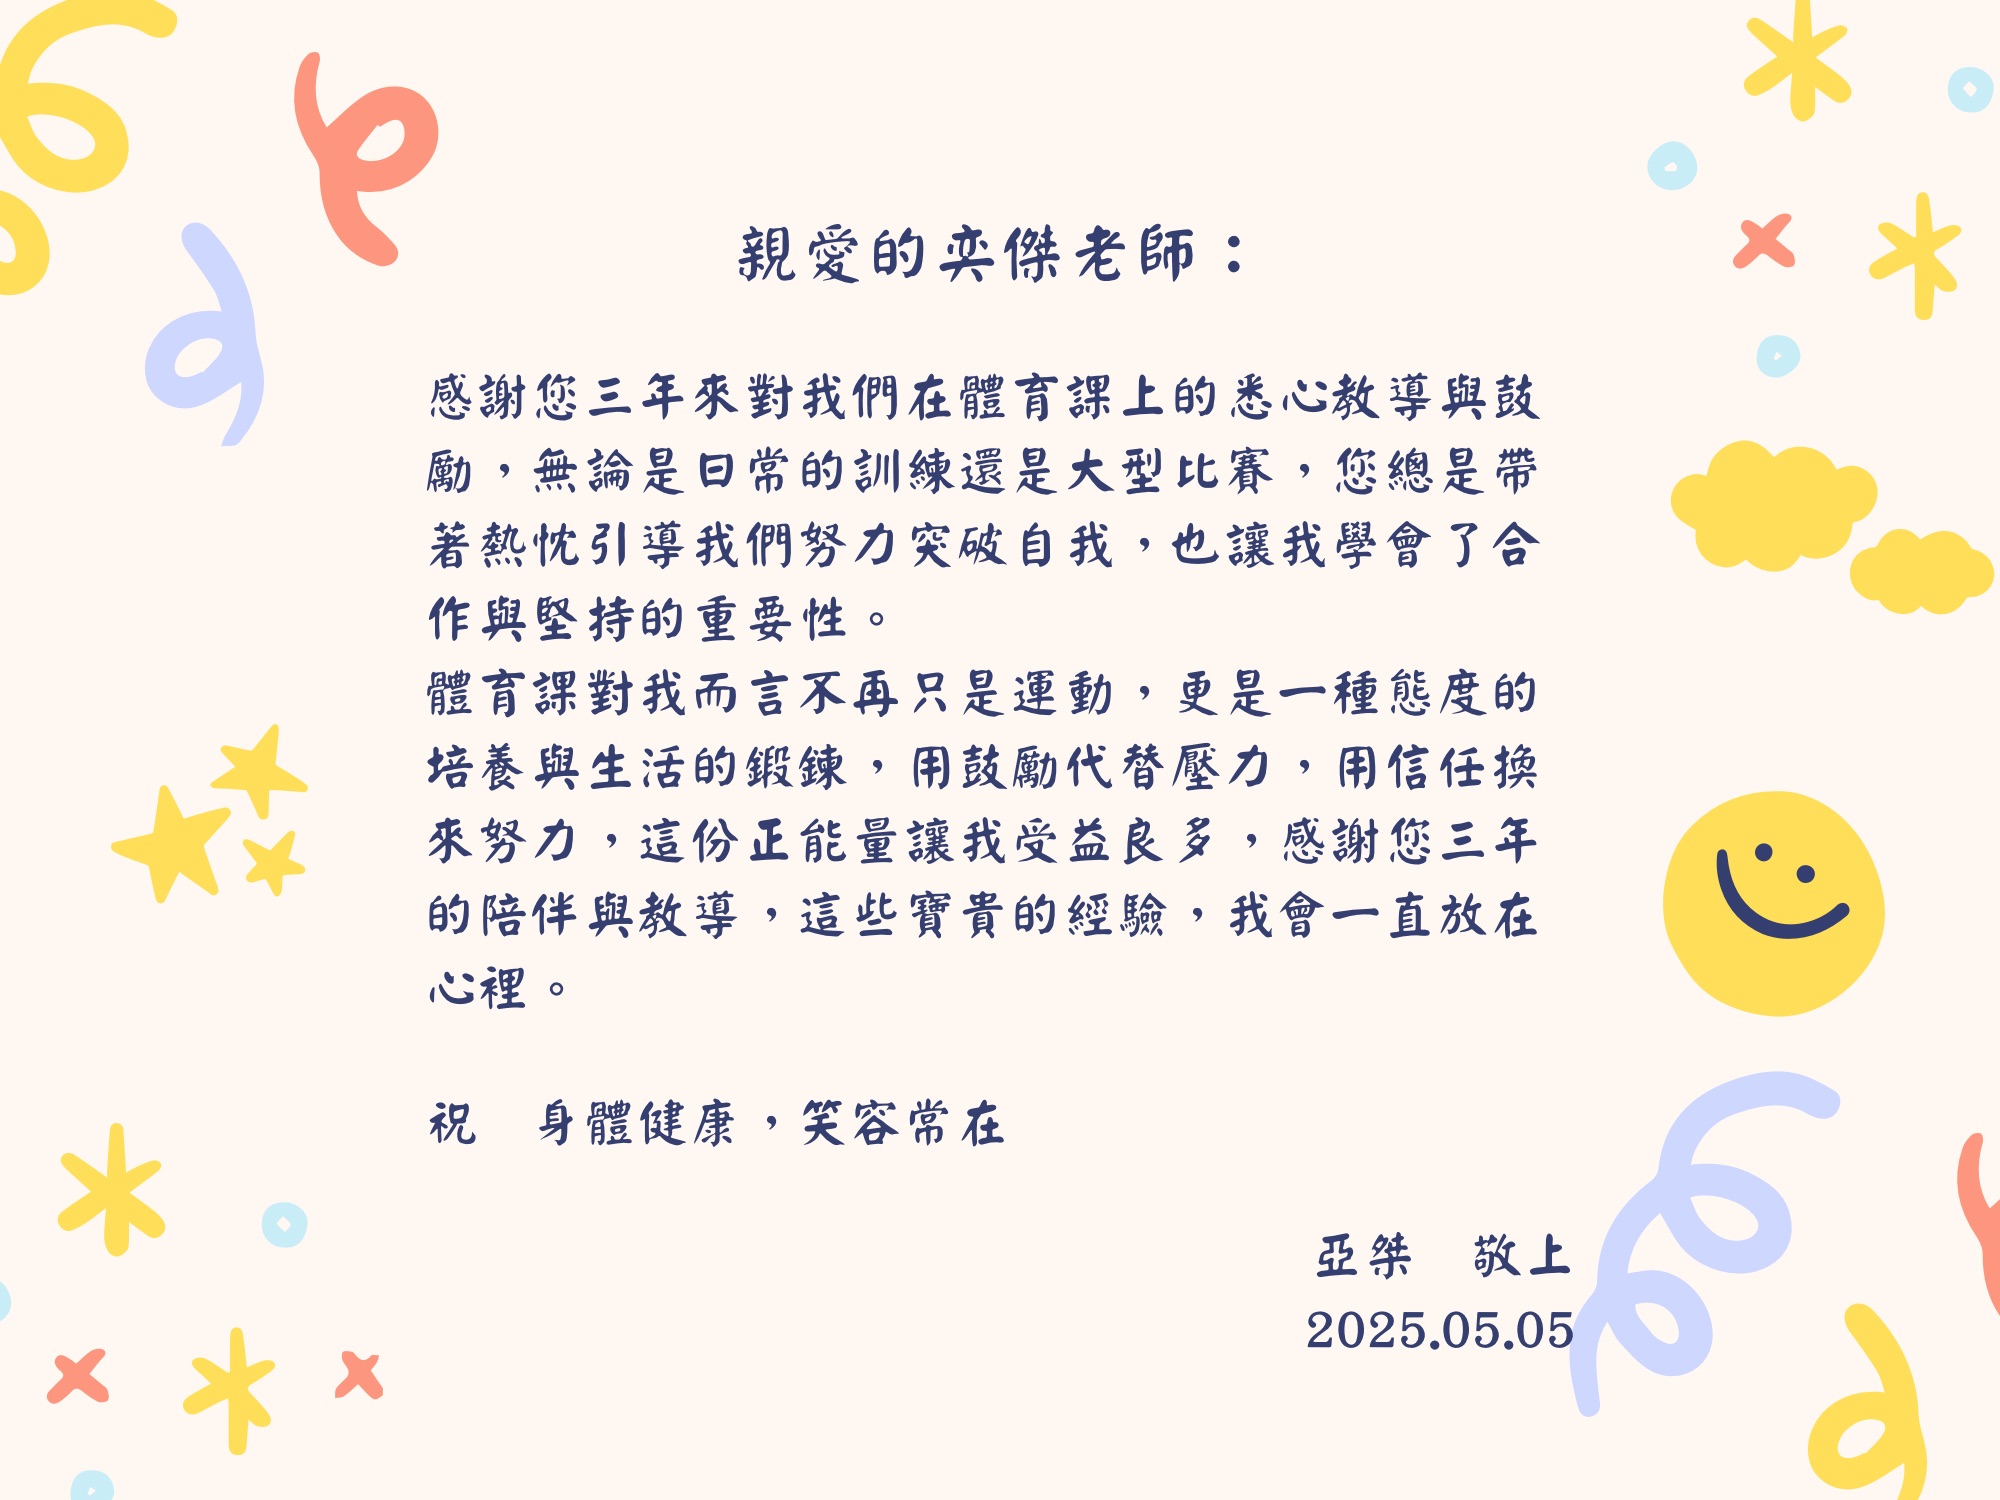 親愛的奕傑老師：
感謝您三年來對我們在體育課上的悉心教導與鼓
勵，無論是日常的訓練還是大型比賽，您總是帶
著熱忱引導我們努力突破自我，也讓我學會了合
作與堅持的重要性。
體育課對我而言不再只是運動，更是一種態度的
培養與生活的鍛鍊，用鼓勵代替壓力，用信任換
來努力，這份正能量讓我受益良多，感謝您三年
的陪伴與教導，這些寶貴的經驗，我會一直放在
心裡。
祝　身體健康，笑容常在
亞桀　敬上
2025.05.05